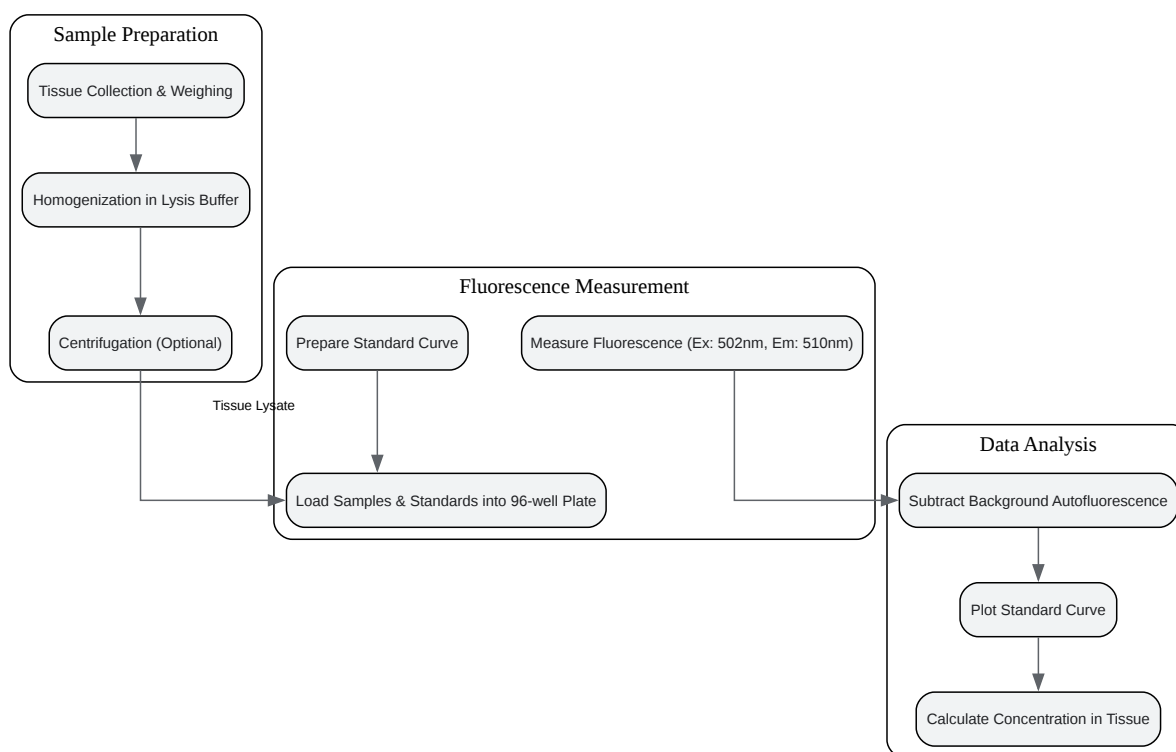 Sample Preparation
Tissue Collection & Weighing
Homogenization in Lysis Buffer
Centrifugation (Optional)
Tissue Lysate
Fluorescence Measurement
Prepare Standard Curve
Measure Fluorescence (Ex: 502nm, Em: 510nm)
Load Samples & Standards into 96-well Plate
Data Analysis
Subtract Background Autofluorescence
Plot Standard Curve
Calculate Concentration in Tissue